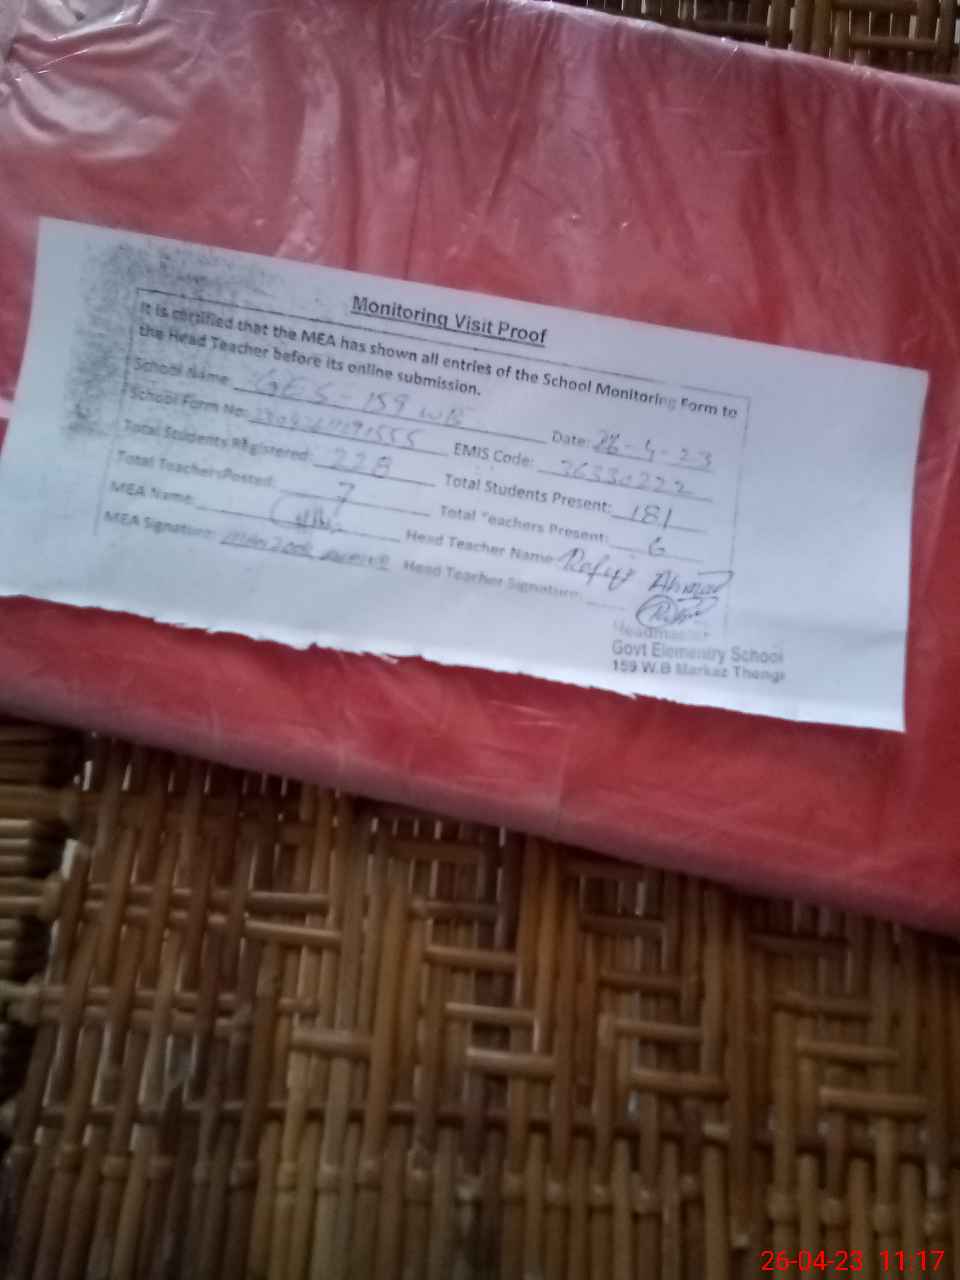 Monitoring Visit Proof
It is certified that the MEA has shown all entries of the School Monitoring Form to
the Head Teacher before its online submission.
School Name GES-159 WB Date: 26-4-23
School Form No: EMIS Code: 36330222
Total Students Registered: 228 Total Students Present: 181
Total Teachers Posted: 7 Total Teachers Present: 6
MEA Name: Head Teacher Name Ahmad
MEA Signature: Head Teacher Signature:
Headmaster
Govt Elementry School
159 W.B Markaz Thengi
26-04-23 11:17